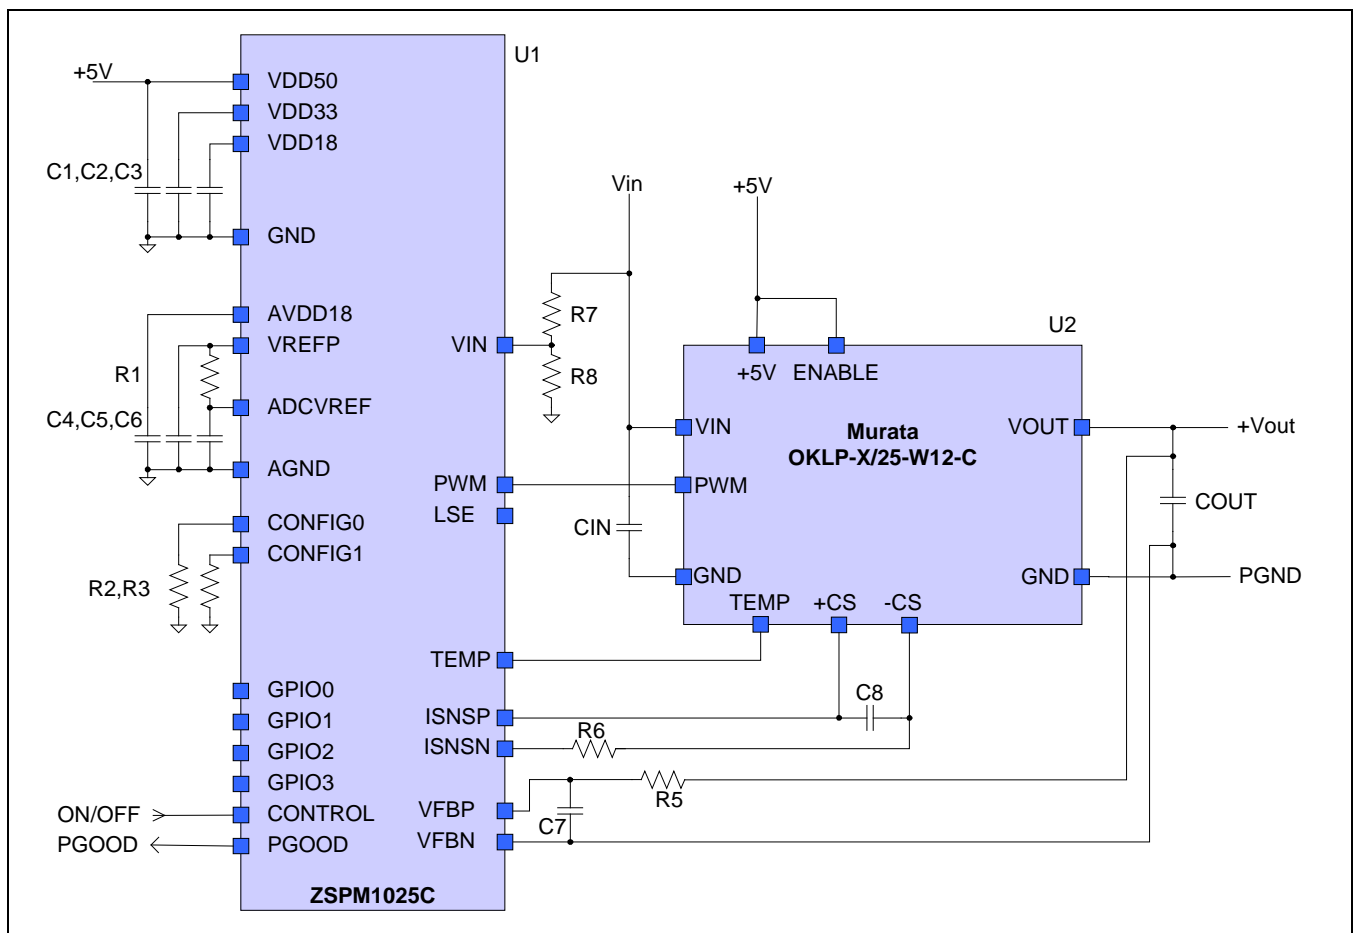 U1
+5V
VDD50
VDD33
VDD18
C1,C2,C3
GND
AVDD18
VREFP
R1
ADCVREF
C4,C5,C6
AGND
CONFIG0
CONFIG1
R2,R3
GPIO0
GPIO1
GPIO2
GPIO3
ON/OFF
CONTROL
PGOOD
PGOOD
VIN
PWM
LSE
TEMP
ISNSP
ISNSN
VFBP
VFBN
ZSPM1025C
Vin
+5V
R7
R8
CIN
U2
+5V
ENABLE
VIN
Murata
OKLP-X/25-W12-C
VOUT
+Vout
PWM
COUT
GND
GND
PGND
TEMP
+CS
-CS
C8
R6
R5
C7